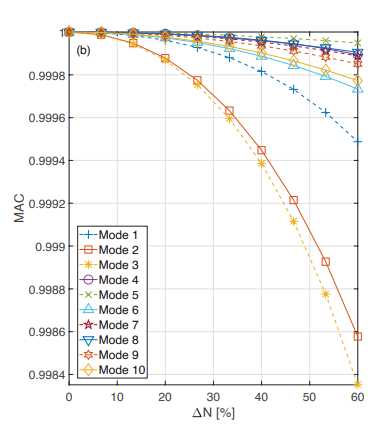 1
(b)
0.9998
0.9996
0.9994
0.9992
0.999
0.9988
0.9986
0.9984
MAC
Mode 1
Mode 2
Mode 3
Mode 4
Mode 5
Mode 6
Mode 7
Mode 8
Mode 9
Mode 10
0 10 20 30 40 50 60
ΔN [%]